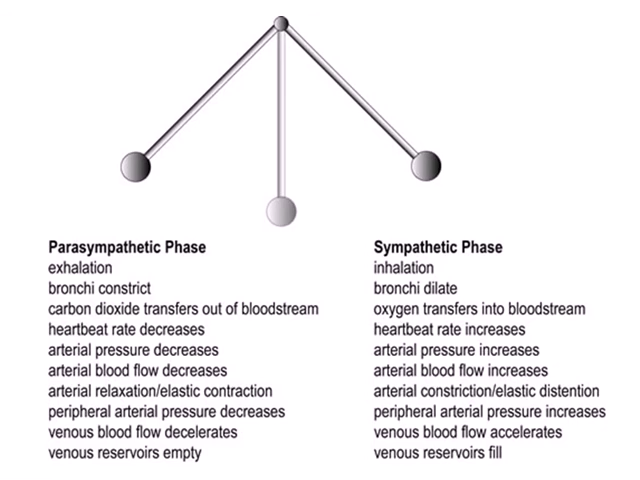 Parasympathetic Phase
exhalation
bronchi constrict
carbon dioxide transfers out of bloodstream
heartbeat rate decreases
arterial pressure decreases
arterial blood flow decreases
arterial relaxation/elastic contraction
peripheral arterial pressure decreases
venous blood flow decelerates
venous reservoirs empty
Sympathetic Phase
inhalation
bronchi dilate
oxygen transfers into bloodstream
heartbeat rate increases
arterial pressure increases
arterial blood flow increases
arterial constriction/elastic distention
peripheral arterial pressure increases
venous blood flow accelerates
venous reservoirs fill